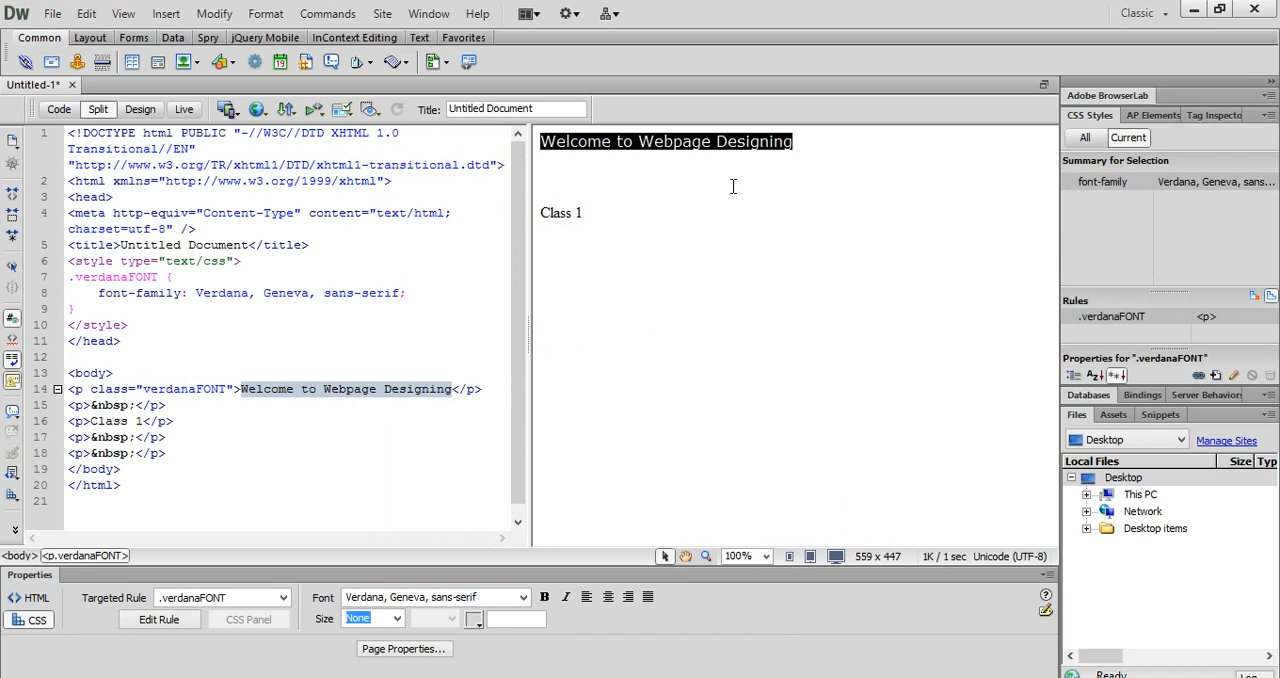 Dw File Edit View Insert Modify Format Commands Site Window Help Classic
Common Layout Forms Data Spry jQuery Mobile InContext Editing Text Favorites
Untitled-1*
Code Split Design Live Title: Untitled Document
1 <!DOCTYPE html PUBLIC "-//W3C//DTD XHTML 1.0
Transitional//EN"
"http://www.w3.org/TR/xhtml1/DTD/xhtml1-transitional.dtd">
2 <html xmlns="http://www.w3.org/1999/xhtml">
3 <head>
4 <meta http-equiv="Content-Type" content="text/html;
charset=utf-8" />
5 <title>Untitled Document</title>
6 <style type="text/css">
7 .verdanaFONT {
8 font-family: Verdana, Geneva, sans-serif;
9 }
10 </style>
11 </head>
12
13 <body>
14 <p class="verdanaFONT">Welcome to Webpage Designing</p>
15 <p>&nbsp;</p>
16 <p>Class 1</p>
17 <p>&nbsp;</p>
18 <p>&nbsp;</p>
19 </body>
20 </html>
21
Welcome to Webpage Designing
Class 1
Adobe BrowserLab
CSS Styles AP Elements Tag Inspecto
All Current
Summary for Selection
font-family Verdana, Geneva, sans...
Rules
.verdanaFONT <p>
Properties for ".verdanaFONT"
Databases Bindings Server Behaviors
Files Assets Snippets
Desktop Manage Sites
Local Files Size Typ
Desktop
This PC
Network
Desktop items
Ready Log...
<body> <p.verdanaFONT> 100% 559 x 447 1K / 1 sec Unicode (UTF-8)
Properties
<> HTML Targeted Rule .verdanaFONT Font Verdana, Geneva, sans-serif B I
CSS Edit Rule CSS Panel Size None
Page Properties...